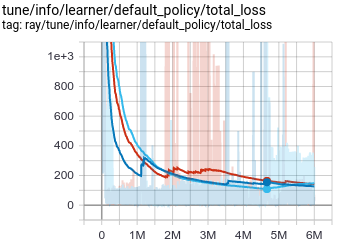 tune/info/learner/default_policy/total_loss
tag: ray/tune/info/learner/default_policy/total_loss
1e+3
800
600
400
200
0
0 1M 2M 3M 4M 5M 6M